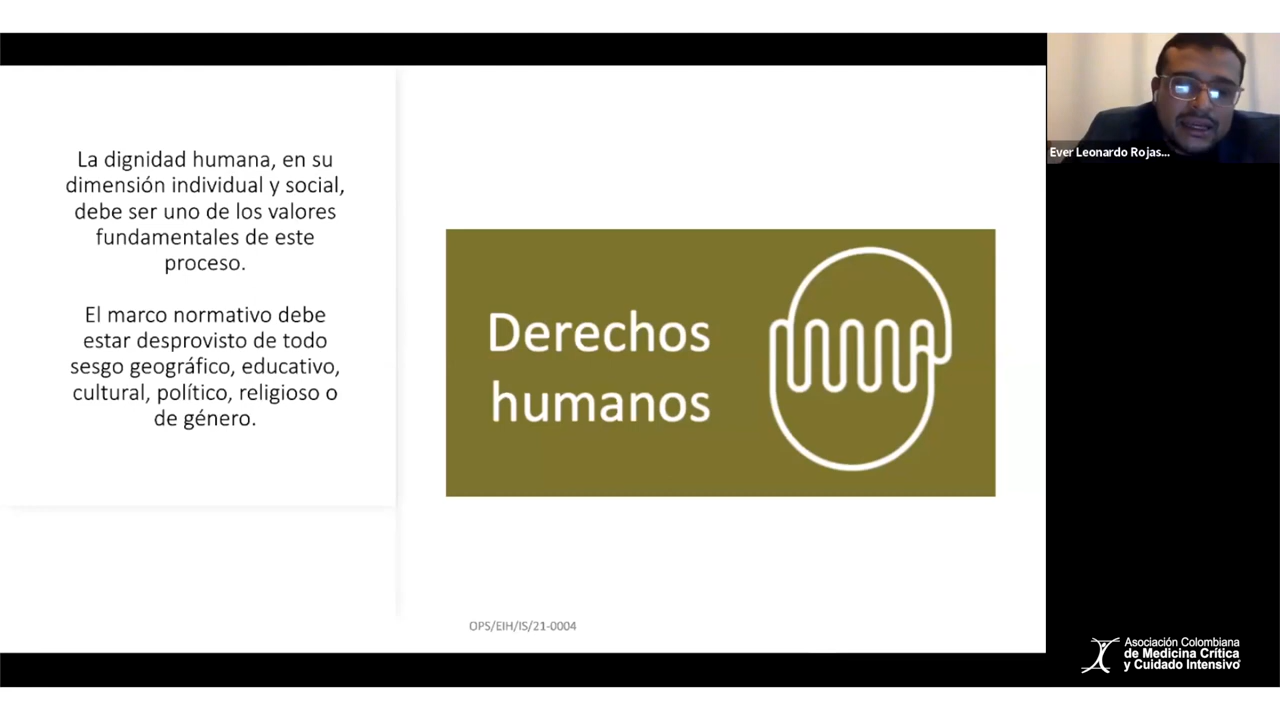 La dignidad humana, en su
dimensión individual y social,
debe ser uno de los valores
fundamentales de este
proceso.
El marco normativo debe
estar desprovisto de todo
sesgo geográfico, educativo,
cultural, político, religioso o
de género.
Derechos
humanos
OPS/EIH/IS/21-0004
Ever Leonardo Rojas...
Asociación Colombiana
de Medicina Crítica
y Cuidado Intensivo